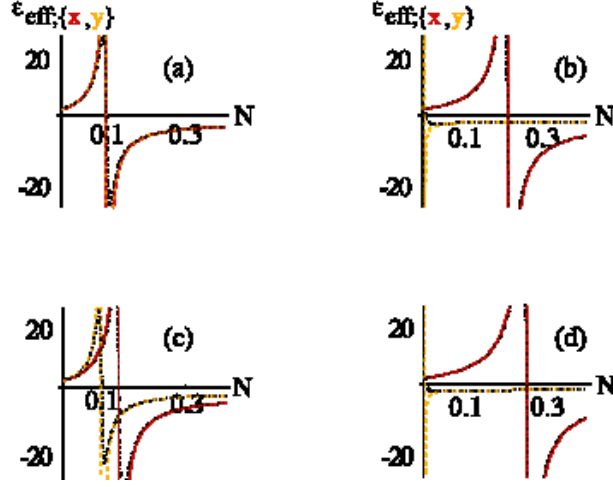 ε eff;{x,y} ε eff;{x,y}
20 (a) 20 (b)
N N
0.1 0.3 0.1 0.3
-20 -20
20 (c) 20 (d)
N N
0.1 0.3 0.1 0.3
-20 -20